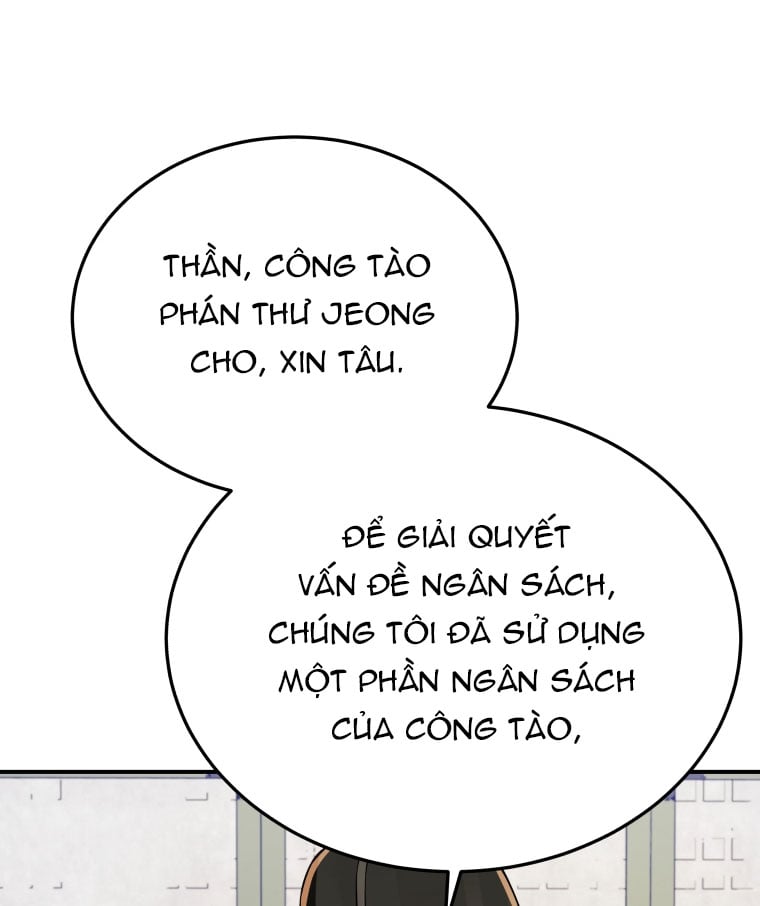 THẦN, CÔNG TÀO
PHÁN THƯ JEONG
CHO, XIN TÂU.
ĐỂ GIẢI QUYẾT
VẤN ĐỀ NGÂN SÁCH,
CHÚNG TÔI ĐÃ SỬ DỤNG
MỘT PHẦN NGÂN SÁCH
CỦA CÔNG TÀO,